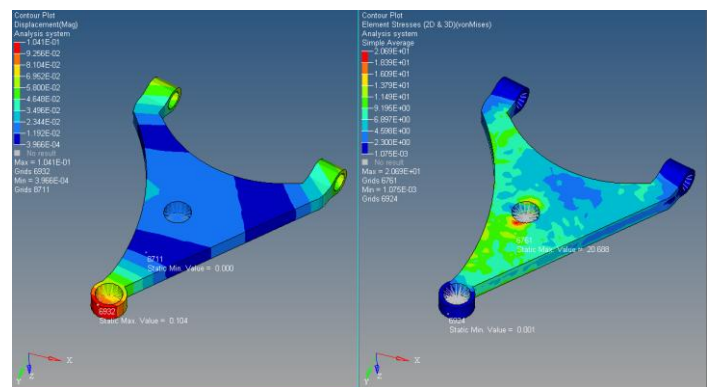 Contour Plot
Displacement(Mag)
Analysis system
1.041E-01
9.256E-02
8.104E-02
6.952E-02
5.800E-02
4.648E-02
3.496E-02
2.344E-02
1.192E-02
3.966E-04
No result
Max = 1.041E-01
Grids 6932
Min = 3.966E-04
Grids 8711
8711
Static Min. Value = 0.000
6932
Static Max. Value = 0.104
X
Y
Z
Contour Plot
Element Stresses (2D & 3D)(vonMises)
Analysis system
Simple Average
2.069E+01
1.839E+01
1.609E+01
1.379E+01
1.149E+01
9.195E+00
6.897E+00
4.598E+00
2.300E+00
1.075E-03
No result
Max = 2.069E+01
Grids 6761
Min = 1.075E-03
Grids 6924
6761
Static Max. Value = 20.688
6924
Static Min. Value = 0.001
X
Y
Z